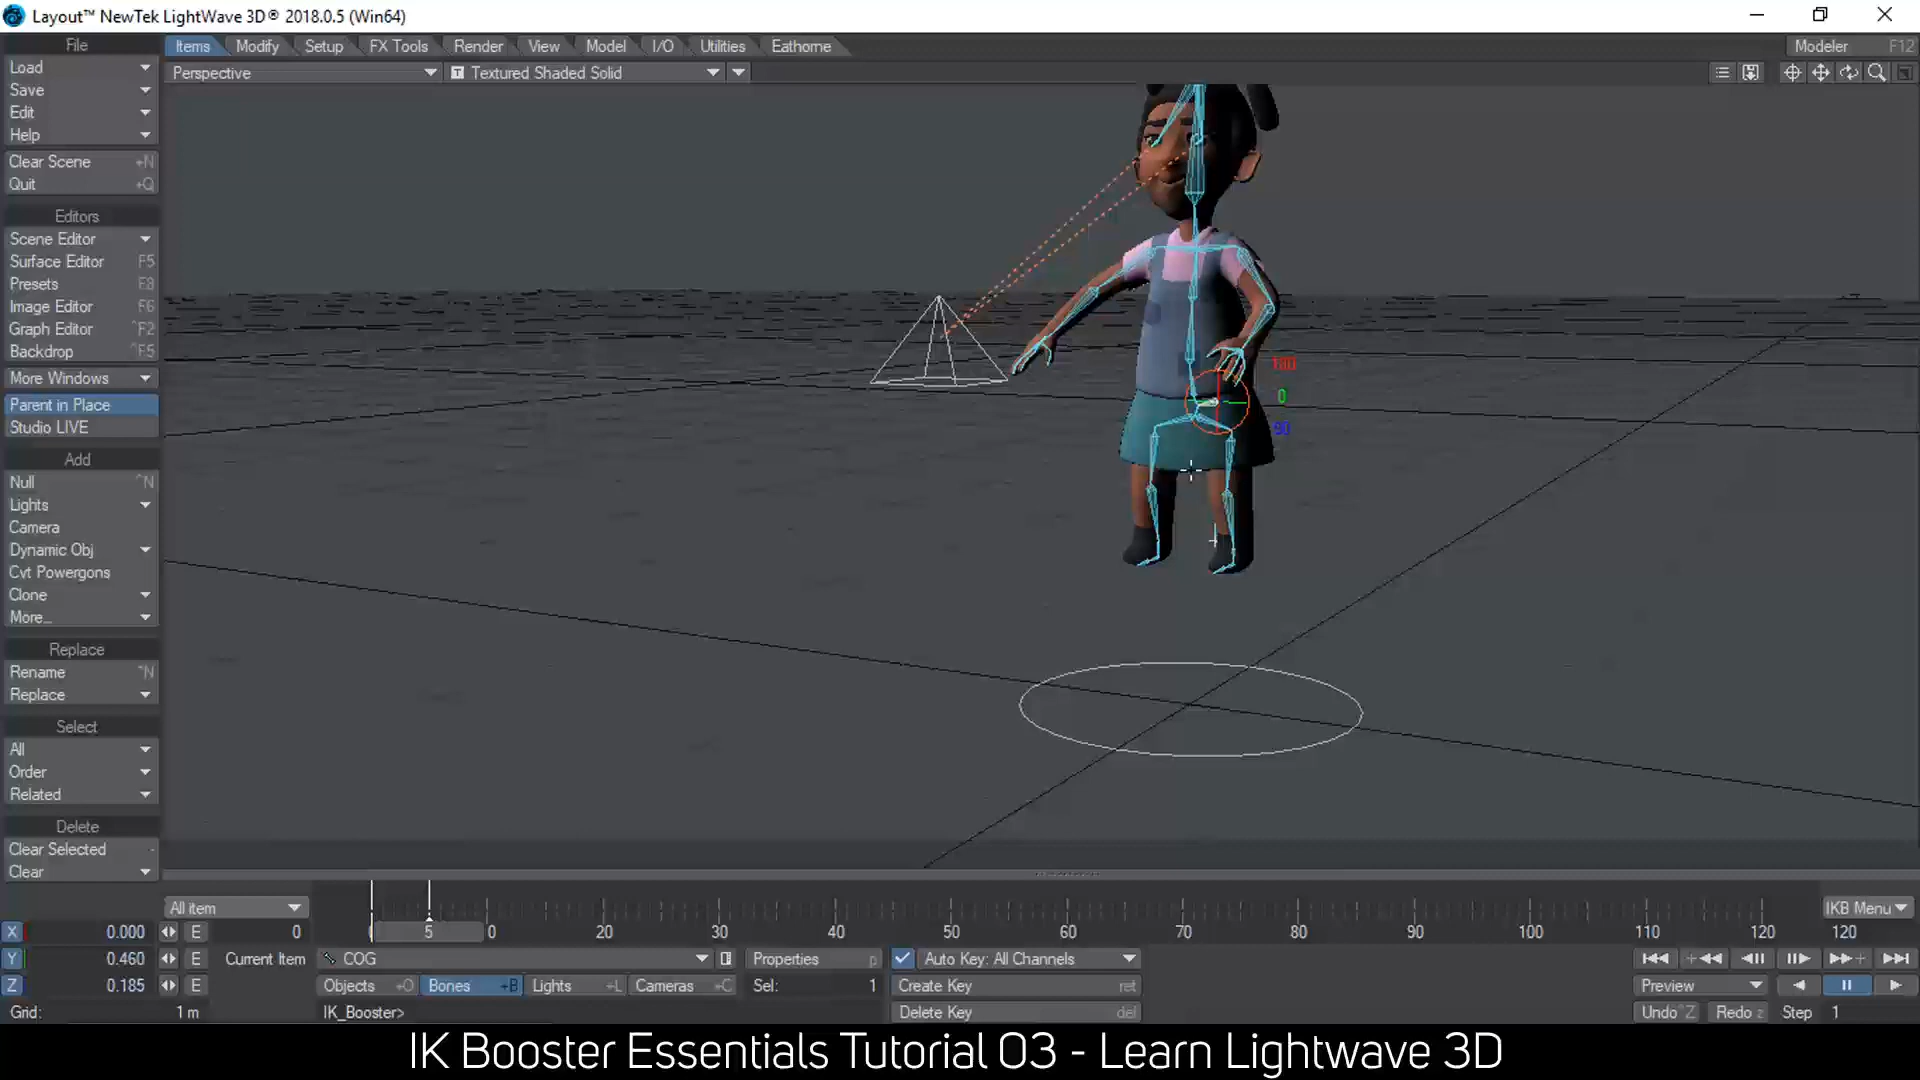 Layout™ NewTek LightWave 3D® 2018.0.5 (Win64)
File
Items Modify Setup FX Tools Render View Model I/O Utilities Eathome Modeler F12
Load
Perspective T Textured Shaded Solid
Save
Edit
Help
Clear Scene +N
Quit +Q
Editors
Scene Editor
Surface Editor F5
Presets F8
Image Editor F6
Graph Editor ^F2
Backdrop ^F5
More Windows
Parent in Place
Studio LIVE
180
0
90
Add
Null ^N
Lights
Camera
Dynamic Obj
Cvt Powergons
Clone
More...
Replace
Rename ^N
Replace
Select
All
Order
Related
Delete
Clear Selected -
Clear
All item IKB Menu
X 0.000 E 0 5 0 20 30 40 50 60 70 80 90 100 110 120 120
Y 0.460 E Current Item COG Properties p Auto Key: All Channels
Z 0.185 E Objects +O Bones +B Lights +L Cameras +C Sel: 1 Create Key ret Preview
Grid: 1 m IK_Booster> Delete Key del Undo ^Z Redo z Step 1
IK Booster Essentials Tutorial 03 - Learn Lightwave 3D